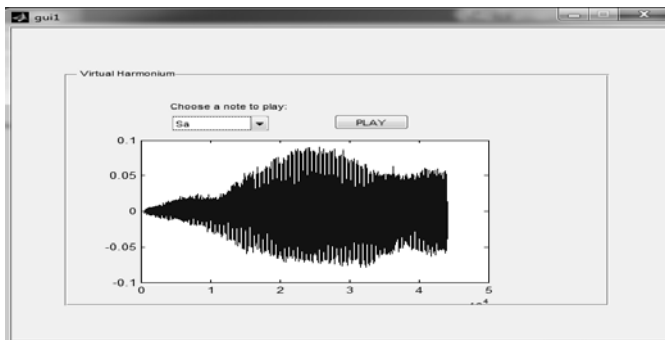 gui1
Virtual Harmonium
Choose a note to play:
Sa
PLAY
0.1
0.05
0
-0.05
-0.1
0 1 2 3 4 5